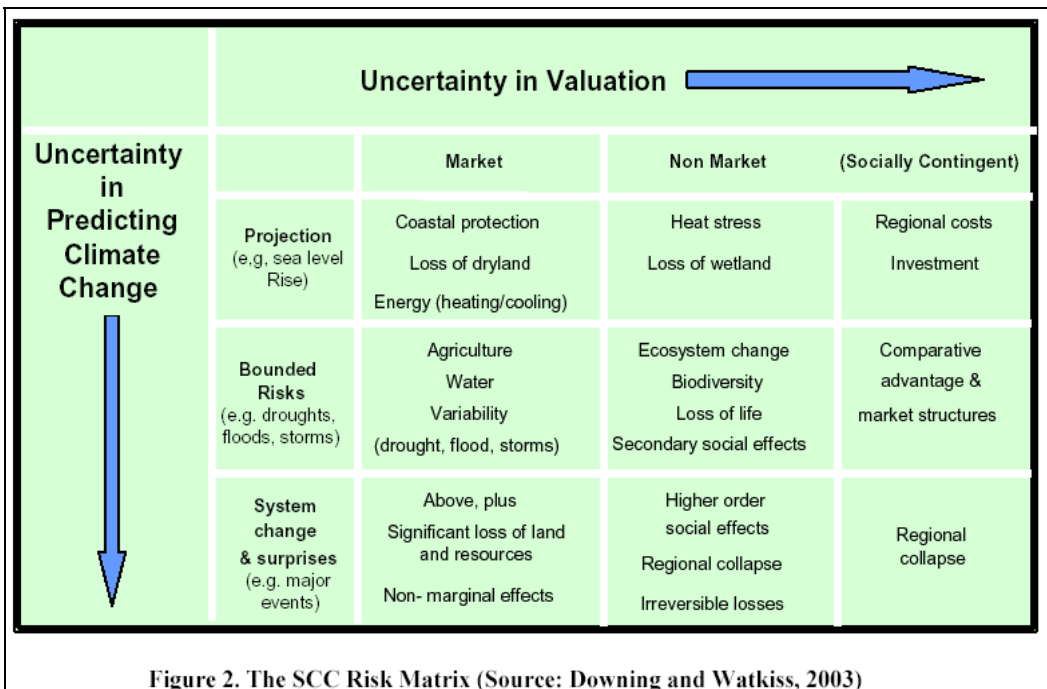 Uncertainty in Valuation
Uncertainty
in
Predicting
Climate
Change
Market
Non Market
(Socially Contingent)
Projection
(e,g, sea level
Rise)
Coastal protection
Loss of dryland
Energy (heating/cooling)
Heat stress
Loss of wetland
Regional costs
Investment
Bounded
Risks
(e.g. droughts,
floods, storms)
Agriculture
Water
Variability
(drought, flood, storms)
Ecosystem change
Biodiversity
Loss of life
Secondary social effects
Comparative
advantage &
market structures
System
change
& surprises
(e.g. major
events)
Above, plus
Significant loss of land
and resources
Non- marginal effects
Higher order
social effects
Regional collapse
Irreversible losses
Regional
collapse
Figure 2. The SCC Risk Matrix (Source: Downing and Watkiss, 2003)